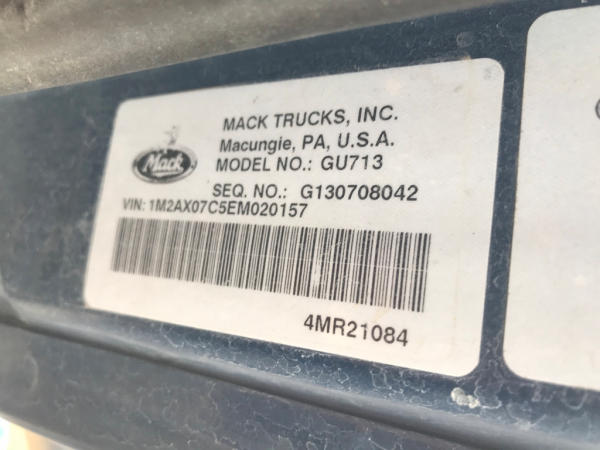 MACK TRUCKS, INC.
Macungie, PA, U.S.A.
Mack
MODEL NO.: GU713
SEQ. NO.: G130708042
VIN: 1M2AX07C5EM020157
4MR21084